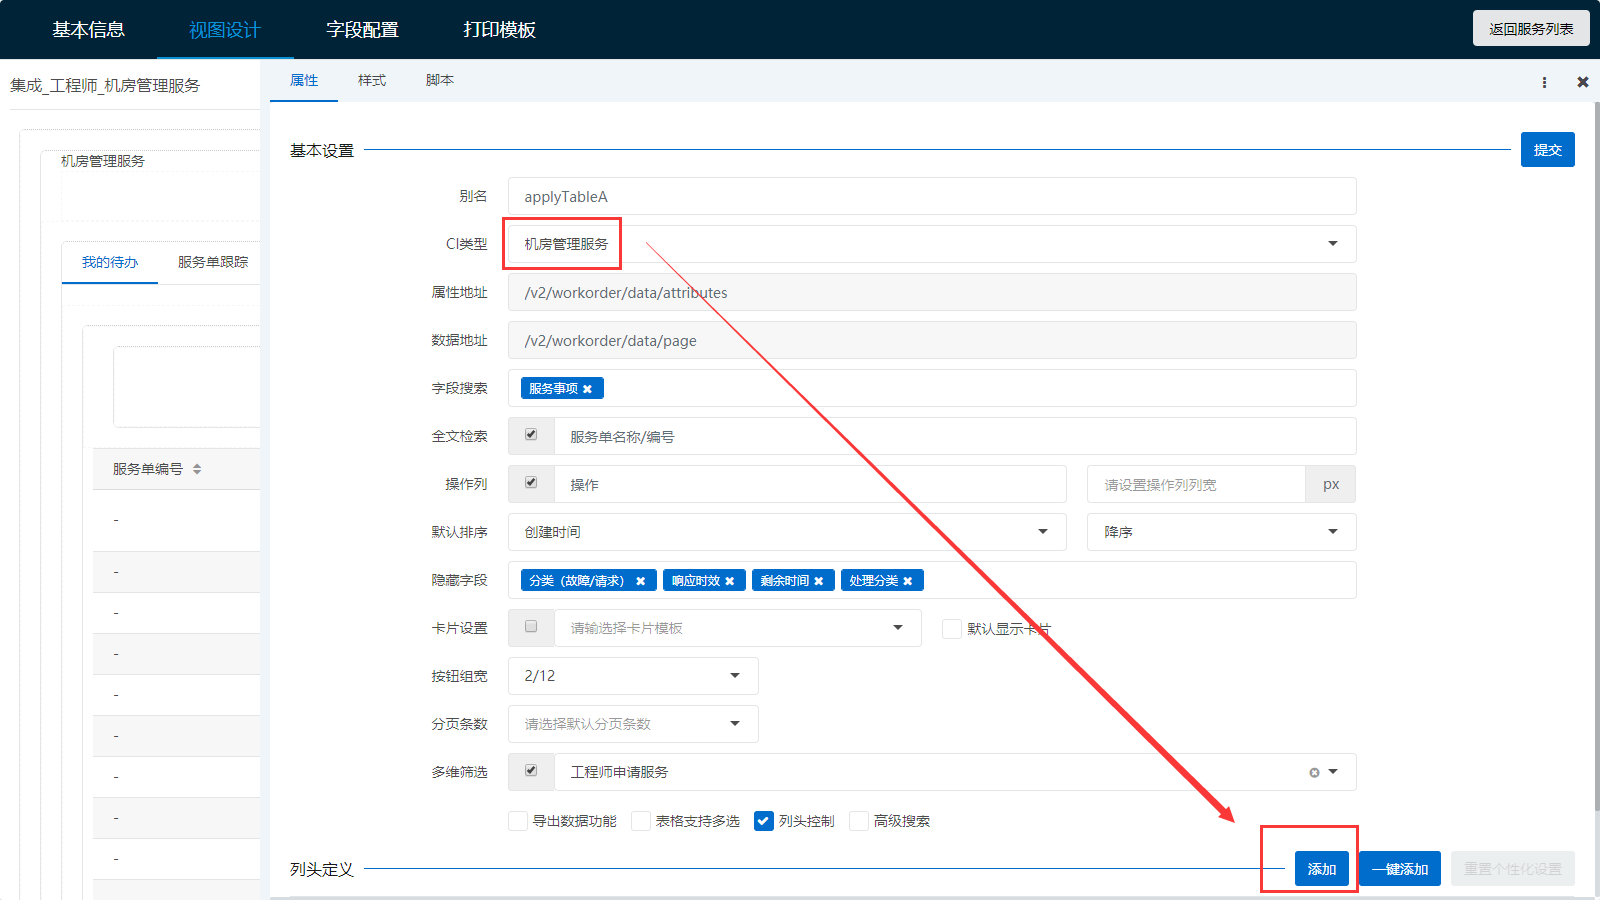 基本信息 视图设计 字段配置 打印模板 返回服务列表
集成_工程师_机房管理服务
属性 样式 脚本
机房管理服务
我的待办 服务单跟踪
服务单编号
-
-
-
-
-
-
-
-
-
基本设置 提交
别名 applyTableA
CI类型 机房管理服务
属性地址 /v2/workorder/data/attributes
数据地址 /v2/workorder/data/page
字段搜索 服务事项
全文检索 服务单名称/编号
操作列 操作 请设置操作列列宽 px
默认排序 创建时间 降序
隐藏字段 分类（故障/请求） 响应时效 剩余时间 处理分类
卡片设置 请输选择卡片模板 默认显示卡片
按钮组宽 2/12
分页条数 请选择默认分页条数
多维筛选 工程师申请服务
导出数据功能 表格支持多选 列头控制 高级搜索
列头定义 添加 一键添加 重置个性化设置